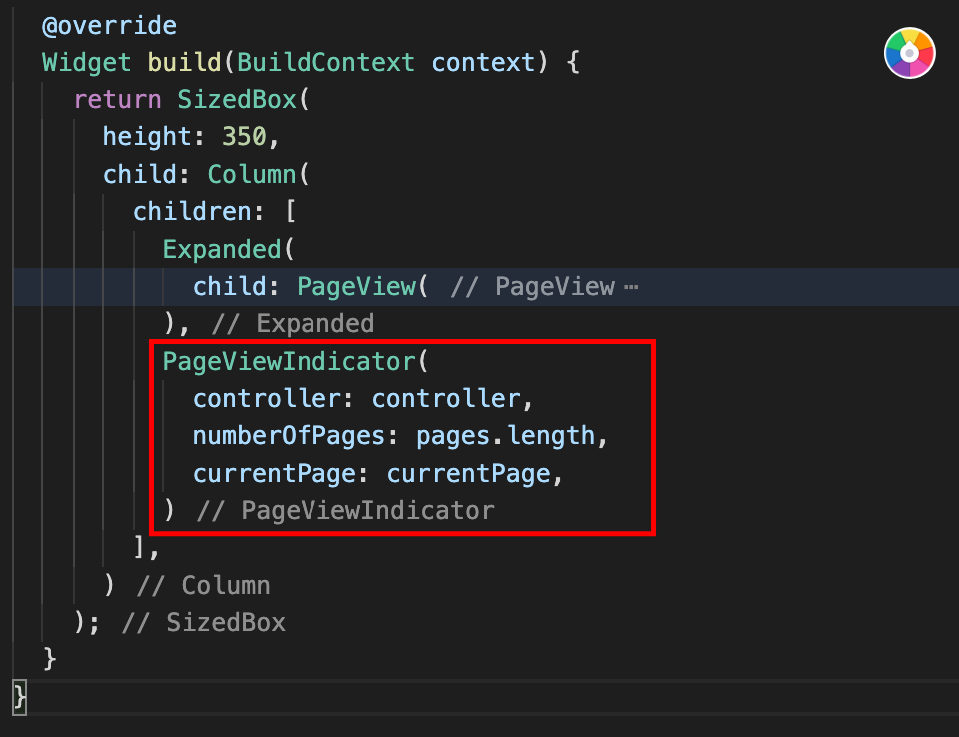 @override
Widget build(BuildContext context) {
return SizedBox(
height: 350,
child: Column(
children: [
Expanded(
child: PageView( // PageView ⋯
), // Expanded
PageViewIndicator(
controller: controller,
numberOfPages: pages.length,
currentPage: currentPage,
) // PageViewIndicator
],
) // Column
); // SizedBox
}
}